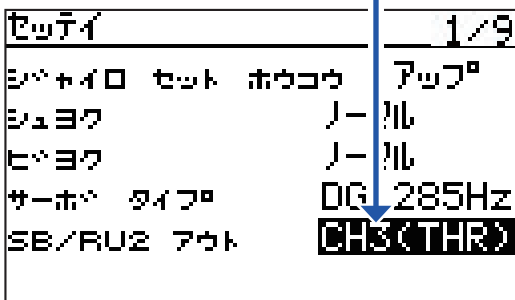 セッテイ 1/9
ジャイロ セット ホウコウ アップ
シュヨク ノーマル
ビヨク ノーマル
サーボ タイプ DG 285Hz
SB/RU2 アウト CH3(THR)